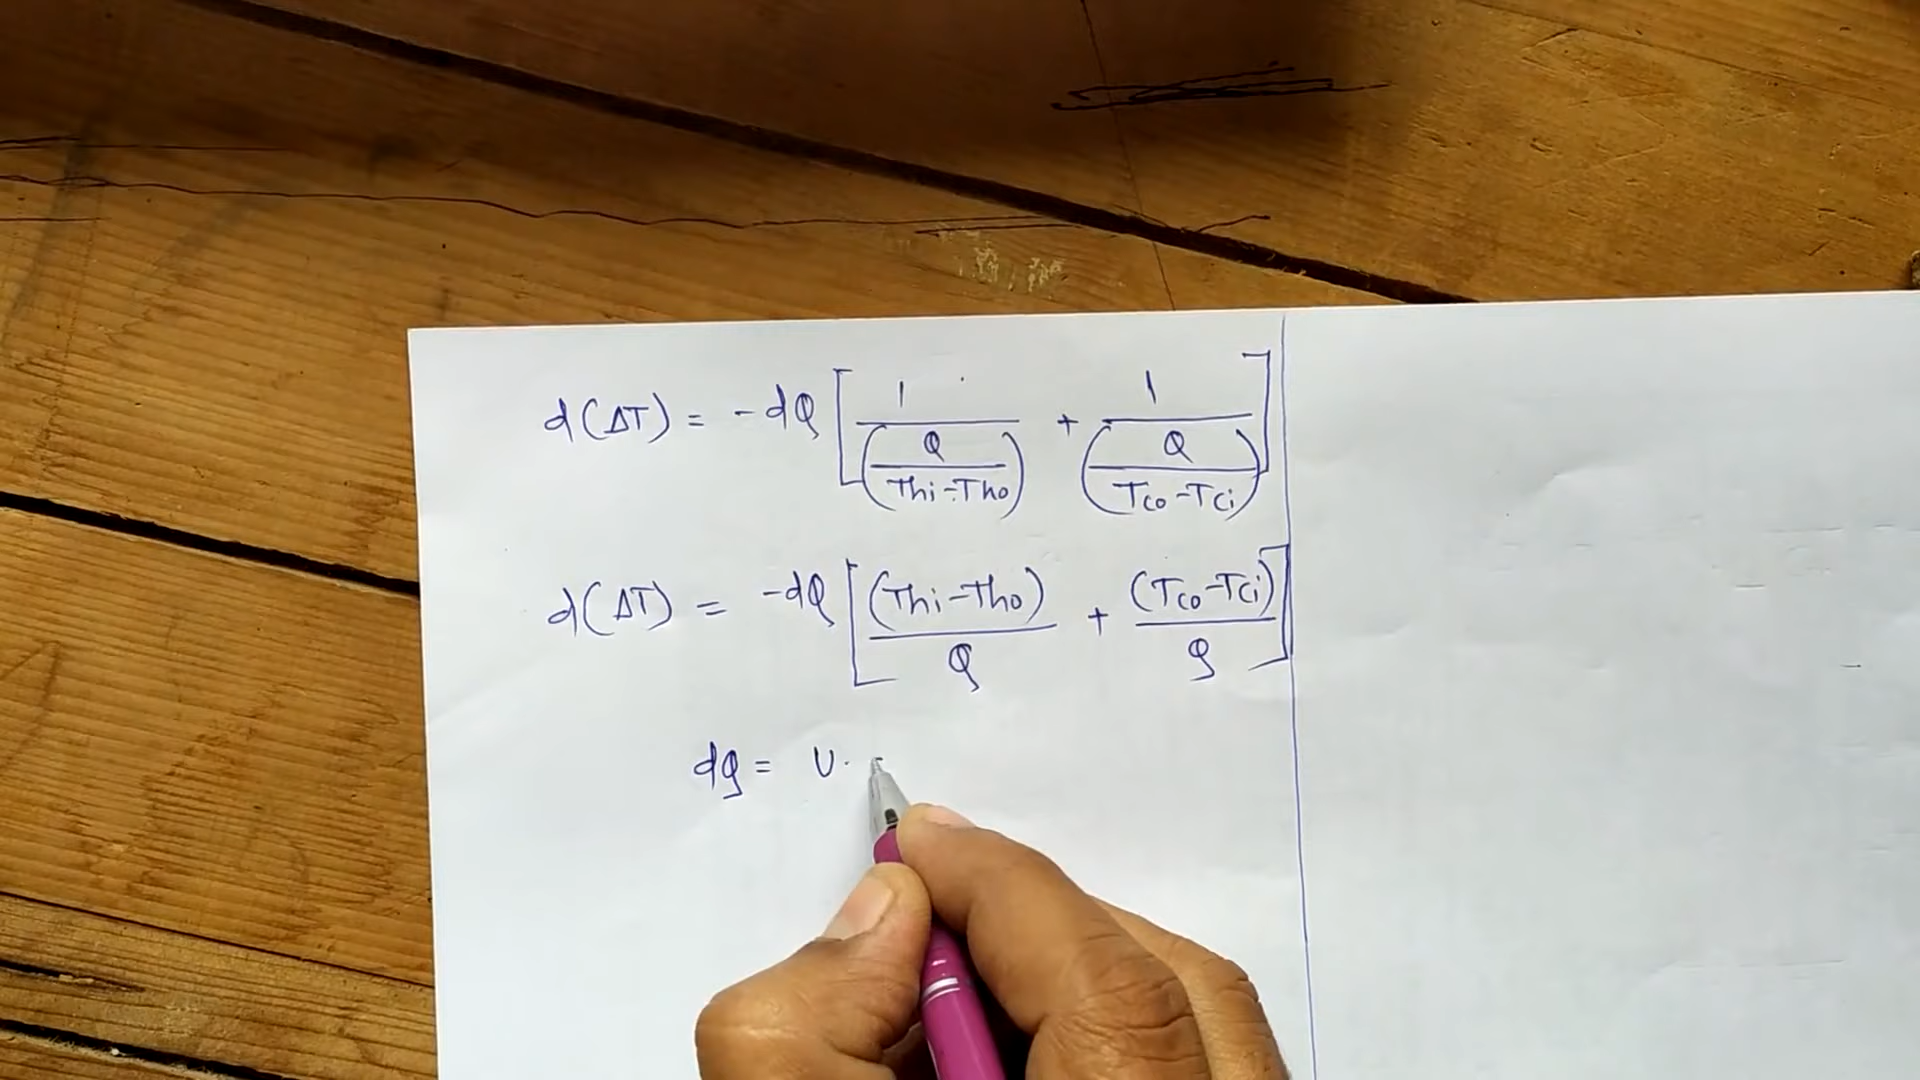 d(ΔT) = -dQ [ 1/(Q/(Thi-Tho)) + 1/(Q/(Tco-Tci)) ]
d(ΔT) = -dQ [ (Thi-Tho)/Q + (Tco-Tci)/Q ]
dQ = U.